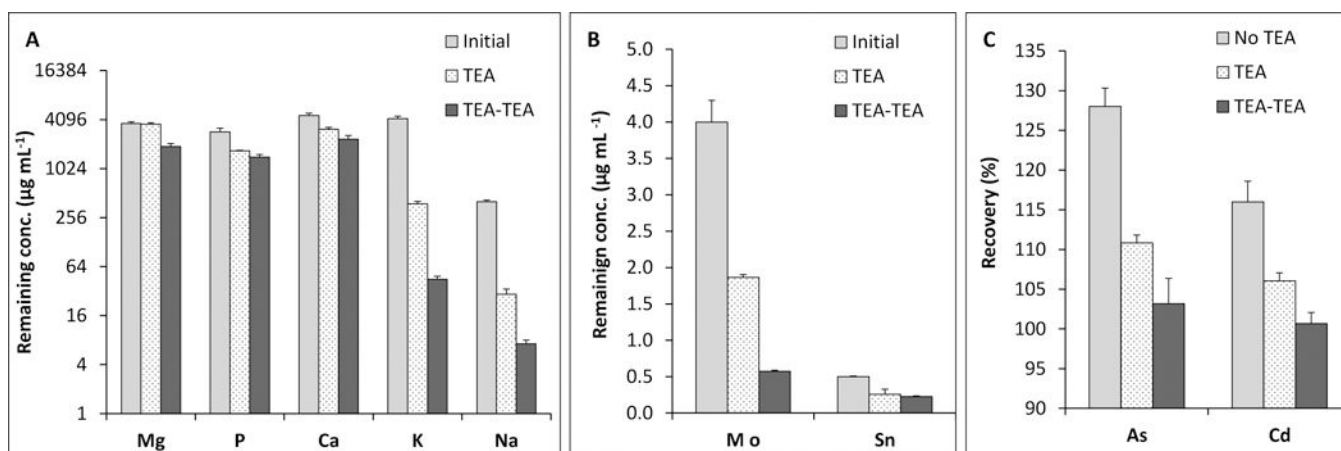 A
Initial
TEA
TEA-TEA
16384
4096
1024
256
64
16
4
1
Remaining conc. (µg mL-1)
Mg P Ca K Na
B
Initial
TEA
TEA-TEA
5.0
4.5
4.0
3.5
3.0
2.5
2.0
1.5
1.0
0.5
0.0
Remainign conc. (µg mL -1)
M o Sn
C
No TEA
TEA
TEA-TEA
135
130
125
120
115
110
105
100
95
90
Recovery (%)
As Cd